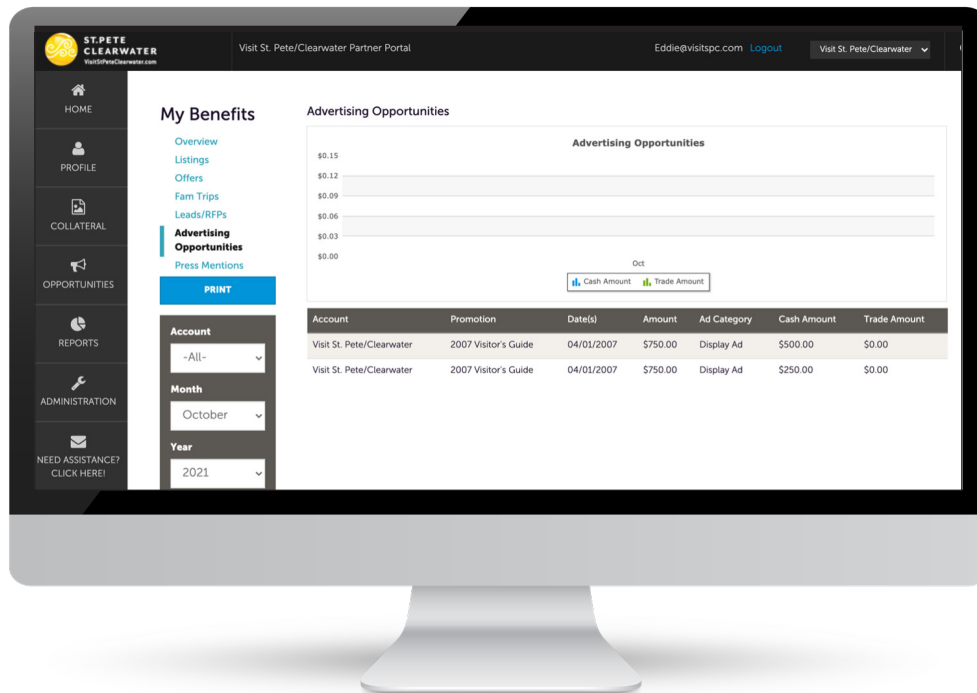 ST.PETE
CLEARWATER
VisitStPeteClearwater.com
Visit St. Pete/Clearwater Partner Portal
Eddie@visitspc.com Logout
Visit St. Pete/Clearwater
HOME
PROFILE
COLLATERAL
OPPORTUNITIES
REPORTS
ADMINISTRATION
NEED ASSISTANCE?
CLICK HERE!
My Benefits
Overview
Listings
Offers
Fam Trips
Leads/RFPs
Advertising
Opportunities
Press Mentions
PRINT
Account
-All-
Month
October
Year
2021
Advertising Opportunities
Advertising Opportunities
$0.15
$0.12
$0.09
$0.06
$0.03
$0.00
Oct
Cash Amount Trade Amount
Account Promotion Date(s) Amount Ad Category Cash Amount Trade Amount
Visit St. Pete/Clearwater 2007 Visitor's Guide 04/01/2007 $750.00 Display Ad $500.00 $0.00
Visit St. Pete/Clearwater 2007 Visitor's Guide 04/01/2007 $750.00 Display Ad $250.00 $0.00